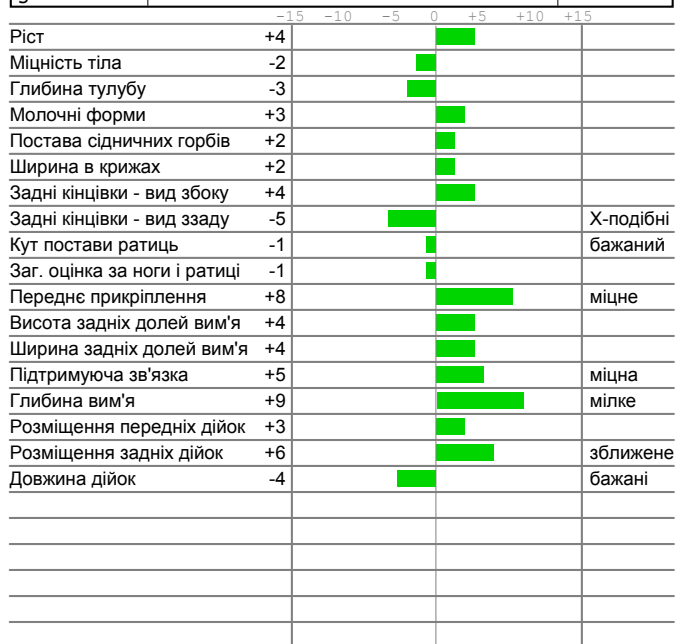 -15 -10 -5 0 +5 +10 +15
Ріст +4
Міцність тіла -2
Глибина тулубу -3
Молочні форми +3
Постава сідничних горбів +2
Ширина в крижах +2
Задні кінцівки - вид збоку +4
Задні кінцівки - вид ззаду -5 Х-подібні
Кут постави ратиць -1 бажаний
Заг. оцінка за ноги і ратиці -1
Переднє прикріплення +8 міцне
Висота задніх долей вим'я +4
Ширина задніх долей вим'я +4
Підтримуюча зв'язка +5 міцна
Глибина вим'я +9 мілке
Розміщення передніх дійок +3
Розміщення задніх дійок +6 зближене
Довжина дійок -4 бажані